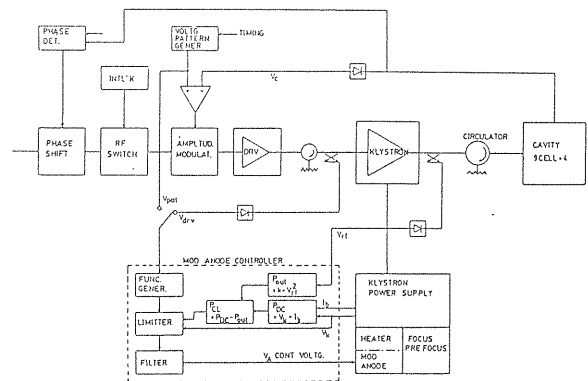 PHASE
DET.
VOLTG
PATTERN
GENER.
TIMING
INTL'K
Vc
CIRCULATOR
PHASE
SHIFT
RF
SWITCH
AMPLTUD.
MODULAT.
DRV
KLYSTRON
CAVITY
9CELL×4
Vpat
Vdrv
Vrf
MOD ANODE CONTROLLER
FUNC.
GENER.
Pout
= k·Vrf²
PCL
= PDC-Pout
PDC
= Vk × Ik
Ik
Vk
LIMITTER
FILTER
VA CONT VOLTG.
KLYSTRON
POWER SUPPLY
HEATER
MOD
ANODE
FOCUS
PRE FOCUS